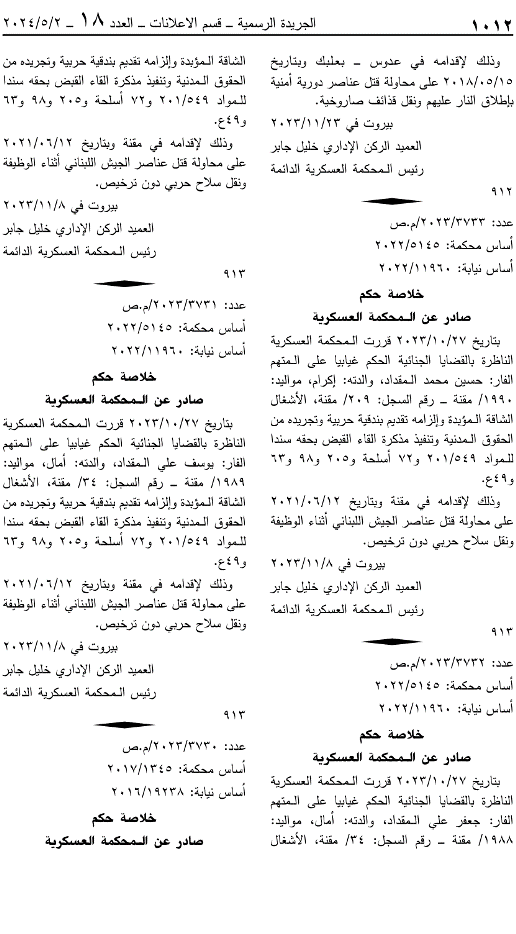 ١٠١٢
الجريدة الرسمية ــ قسم الاعلانات ــ العدد ١٨ ــ ٢٠٢٤/٥/٢
وذلك لإقدامه في عدوس ــ بعلبك وبتاريخ
٢٠١٨/٠٥/١٥ على محاولة قتل عناصر دورية أمنية
بإطلاق النار عليهم ونقل قذائف صاروخية.
بيروت في ٢٠٢٣/١١/٢٣
العميد الركن الإداري خليل جابر
رئيس المحكمة العسكرية الدائمة
٩١٢
عدد: ٢٠٢٣/٣٧٣٣/م.ص
أساس محكمة: ٢٠٢٢/٥١٤٥
أساس نيابة: ٢٠٢٢/١١٩٦٠
خلاصة حكم
صادر عن المحكمة العسكرية
بتاريخ ٢٠٢٣/١٠/٢٧ قررت المحكمة العسكرية
الناظرة بالقضايا الجنائية الحكم غيابيا على المتهم
الفار: حسين محمد المقداد، والدته: إكرام، مواليد:
١٩٩٠/ مقنة ــ رقم السجل: ٢٠٩/ مقنة، الأشغال
الشاقة المؤبدة وإلزامه تقديم بندقية حربية وتجريده من
الحقوق المدنية وتنفيذ مذكرة القاء القبض بحقه سندا
للمواد ٢٠١/٥٤٩ و٧٢ أسلحة و٢٠٥ و٩٨ و٦٣
و٤٩ع.
وذلك لإقدامه في مقنة وبتاريخ ٢٠٢١/٠٦/١٢
على محاولة قتل عناصر الجيش اللبناني أثناء الوظيفة
ونقل سلاح حربي دون ترخيص.
بيروت في ٢٠٢٣/١١/٨
العميد الركن الإداري خليل جابر
رئيس المحكمة العسكرية الدائمة
٩١٣
عدد: ٢٠٢٣/٣٧٣٢/م.ص
أساس محكمة: ٢٠٢٢/٥١٤٥
أساس نيابة: ٢٠٢٢/١١٩٦٠
خلاصة حكم
صادر عن المحكمة العسكرية
بتاريخ ٢٠٢٣/١٠/٢٧ قررت المحكمة العسكرية
الناظرة بالقضايا الجنائية الحكم غيابيا على المتهم
الفار: جعفر علي المقداد، والدته: أمال، مواليد:
١٩٨٨/ مقنة ــ رقم السجل: ٣٤/ مقنة، الأشغال
الشاقة المؤبدة وإلزامه تقديم بندقية حربية وتجريده من
الحقوق المدنية وتنفيذ مذكرة القاء القبض بحقه سندا
للمواد ٢٠١/٥٤٩ و٧٢ أسلحة و٢٠٥ و٩٨ و٦٣
و٤٩ع.
وذلك لإقدامه في مقنة وبتاريخ ٢٠٢١/٠٦/١٢
على محاولة قتل عناصر الجيش اللبناني أثناء الوظيفة
ونقل سلاح حربي دون ترخيص.
بيروت في ٢٠٢٣/١١/٨
العميد الركن الإداري خليل جابر
رئيس المحكمة العسكرية الدائمة
٩١٣
عدد: ٢٠٢٣/٣٧٣١/م.ص
أساس محكمة: ٢٠٢٢/٥١٤٥
أساس نيابة: ٢٠٢٢/١١٩٦٠
خلاصة حكم
صادر عن المحكمة العسكرية
بتاريخ ٢٠٢٣/١٠/٢٧ قررت المحكمة العسكرية
الناظرة بالقضايا الجنائية الحكم غيابيا على المتهم
الفار: يوسف علي المقداد، والدته: أمال، مواليد:
١٩٨٩/ مقنة ــ رقم السجل: ٣٤/ مقنة، الأشغال
الشاقة المؤبدة وإلزامه تقديم بندقية حربية وتجريده من
الحقوق المدنية وتنفيذ مذكرة القاء القبض بحقه سندا
للمواد ٢٠١/٥٤٩ و٧٢ أسلحة و٢٠٥ و٩٨ و٦٣
و٤٩ع.
وذلك لإقدامه في مقنة وبتاريخ ٢٠٢١/٠٦/١٢
على محاولة قتل عناصر الجيش اللبناني أثناء الوظيفة
ونقل سلاح حربي دون ترخيص.
بيروت في ٢٠٢٣/١١/٨
العميد الركن الإداري خليل جابر
رئيس المحكمة العسكرية الدائمة
٩١٣
عدد: ٢٠٢٣/٣٧٣٠/م.ص
أساس محكمة: ٢٠١٧/١٣٤٥
أساس نيابة: ٢٠١٦/١٩٢٣٨
خلاصة حكم
صادر عن المحكمة العسكرية